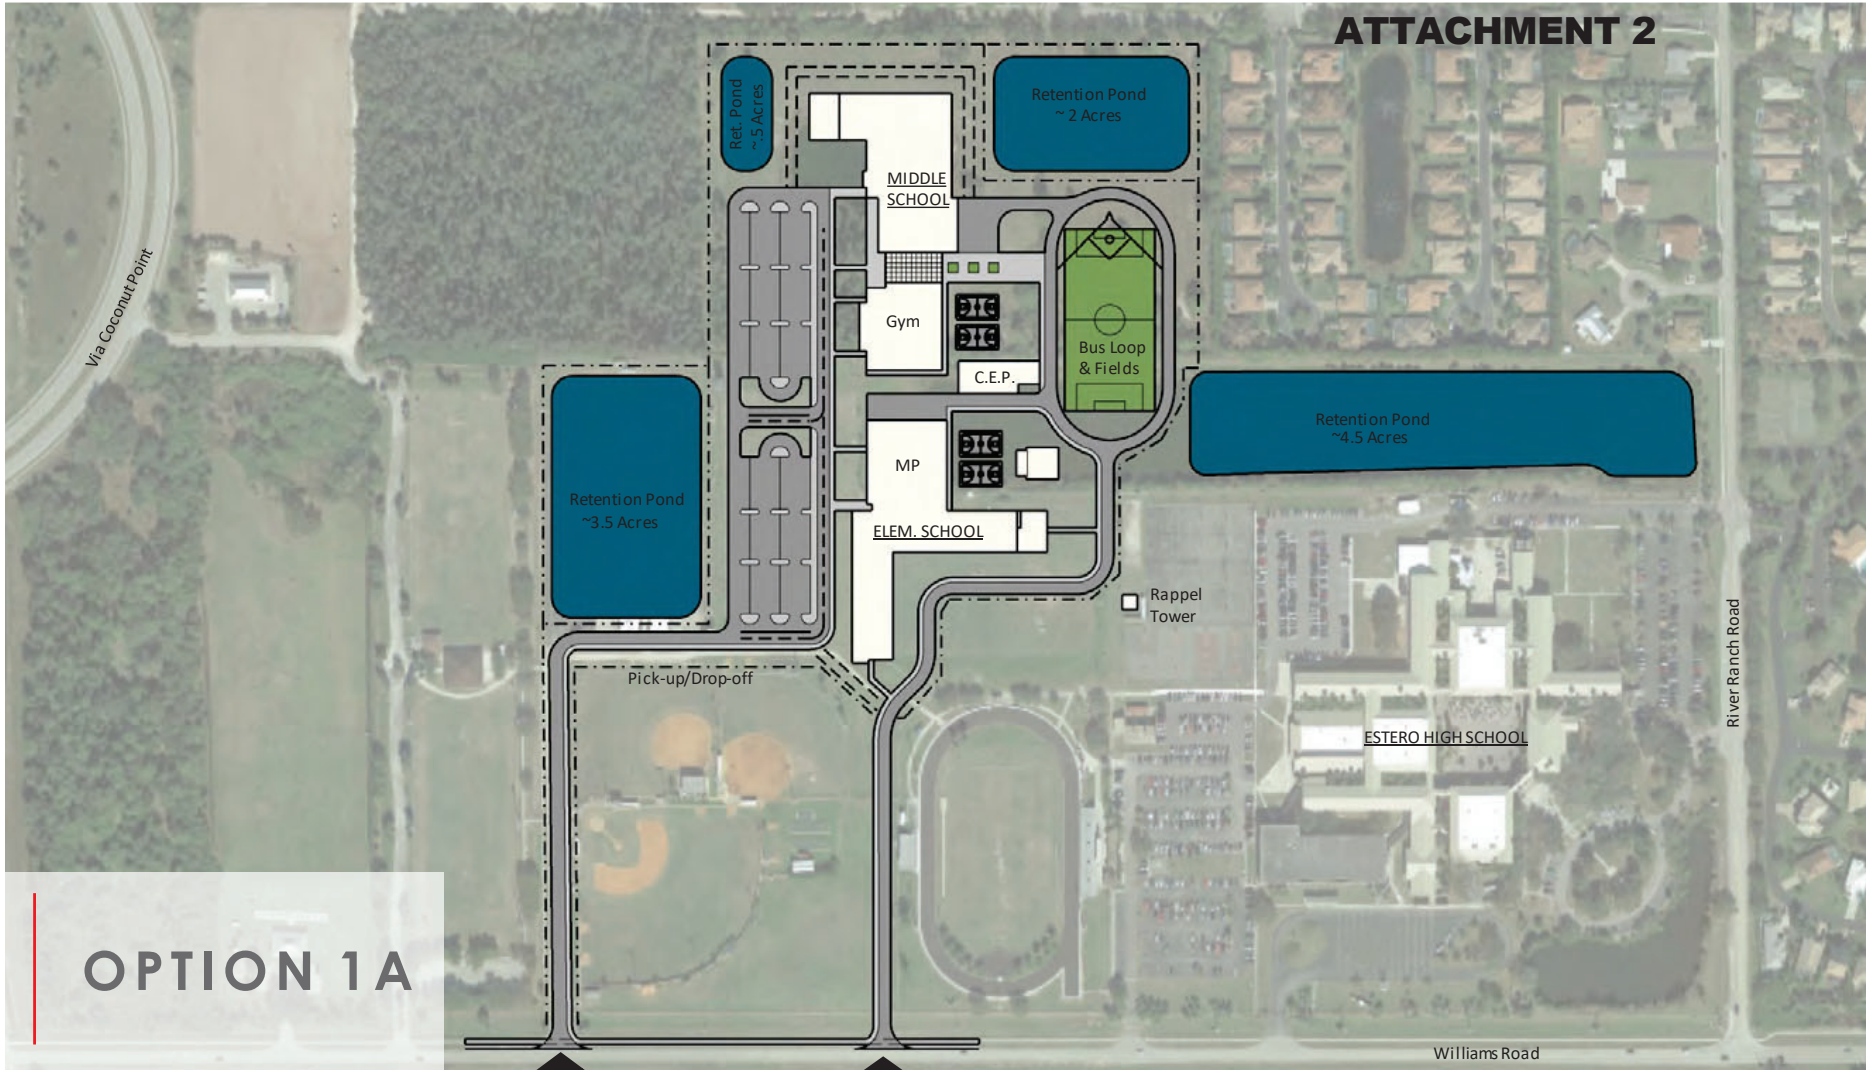 ATTACHMENT 2
Ret. Pond
~.5 Acres
Retention Pond
~ 2 Acres
MIDDLE
SCHOOL
Via Coconut Point
Gym
Bus Loop
& Fields
C.E.P.
Retention Pond
~4.5 Acres
MP
Retention Pond
~3.5 Acres
ELEM. SCHOOL
Rappel
Tower
River Ranch Road
Pick-up/Drop-off
ESTERO HIGH SCHOOL
OPTION 1A
Williams Road